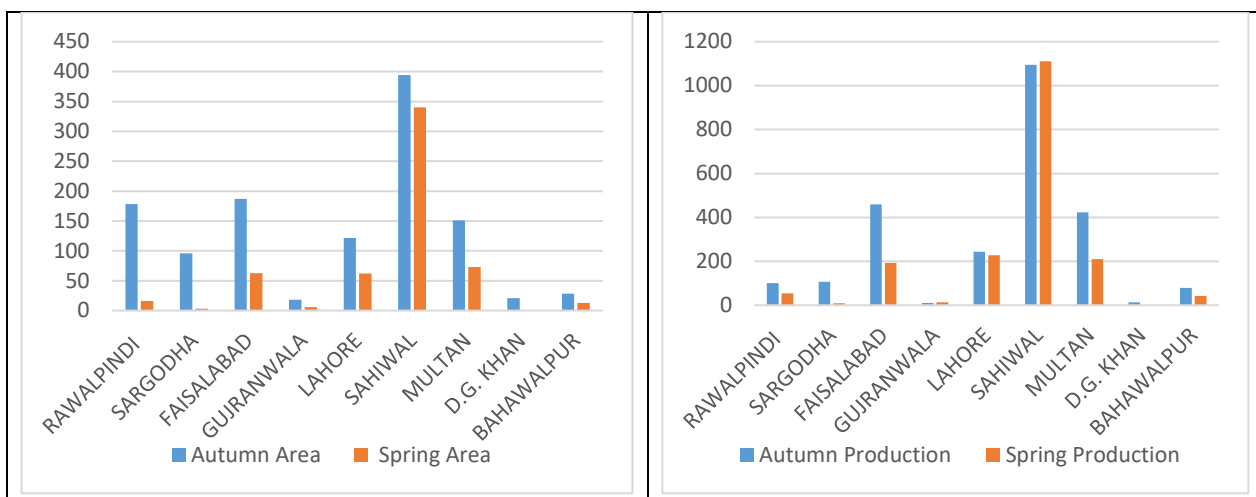 450
400
350
300
250
200
150
100
50
0
RAWALPINDI
SARGODHA
FAISALABAD
GUJRANWALA
LAHORE
SAHIWAL
MULTAN
D.G. KHAN
BAHAWALPUR
Autumn Area Spring Area
1200
1000
800
600
400
200
0
RAWALPINDI
SARGODHA
FAISALABAD
GUJRANWALA
LAHORE
SAHIWAL
MULTAN
D.G. KHAN
BAHAWALPUR
Autumn Production Spring Production